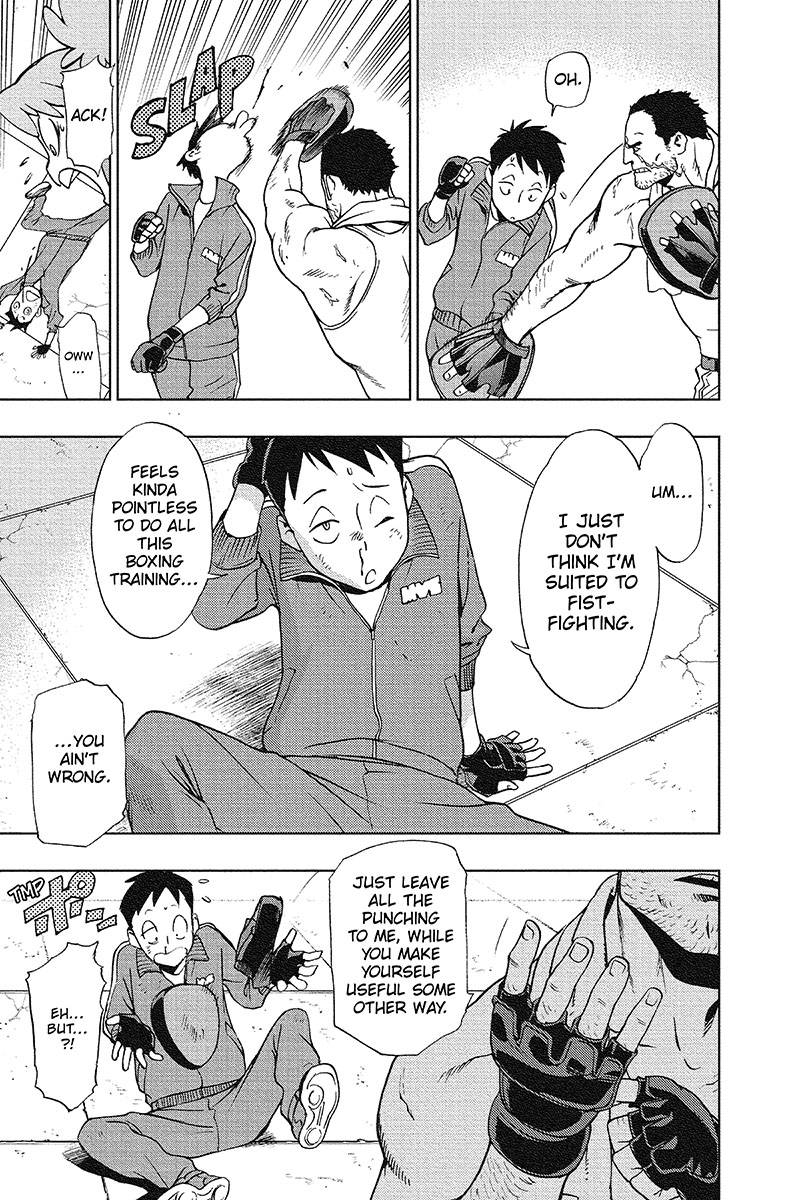 OH.
SLAP
ACK!
OWW
...
UM...
I JUST
DON'T
THINK I'M
SUITED TO
FIST-
FIGHTING.
FEELS
KINDA
POINTLESS
TO DO ALL
THIS
BOXING
TRAINING...
...YOU
AIN'T
WRONG.
JUST LEAVE
ALL THE
PUNCHING
TO ME, WHILE
YOU MAKE
YOURSELF
USEFUL SOME
OTHER WAY.
TMP
EH...
BUT...
?!